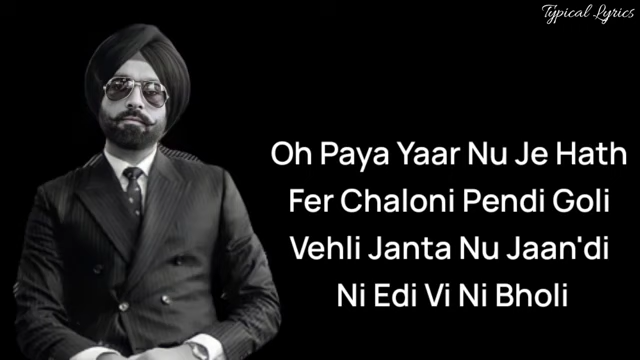 Typical Lyrics
Oh Paya Yaar Nu Je Hath
Fer Chaloni Pendi Goli
Vehli Janta Nu Jaan'di
Ni Edi Vi Ni Bholi